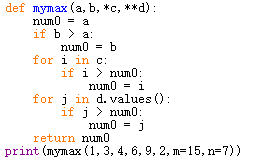 def mymax(a,b,*c,**d):
    num0 = a
    if b > a:
        num0 = b
    for i in c:
        if i > num0:
            num0 = i
    for j in d.values():
        if j > num0:
            num0 = j
    return num0
print(mymax(1,3,4,6,9,2,m=15,n=7))